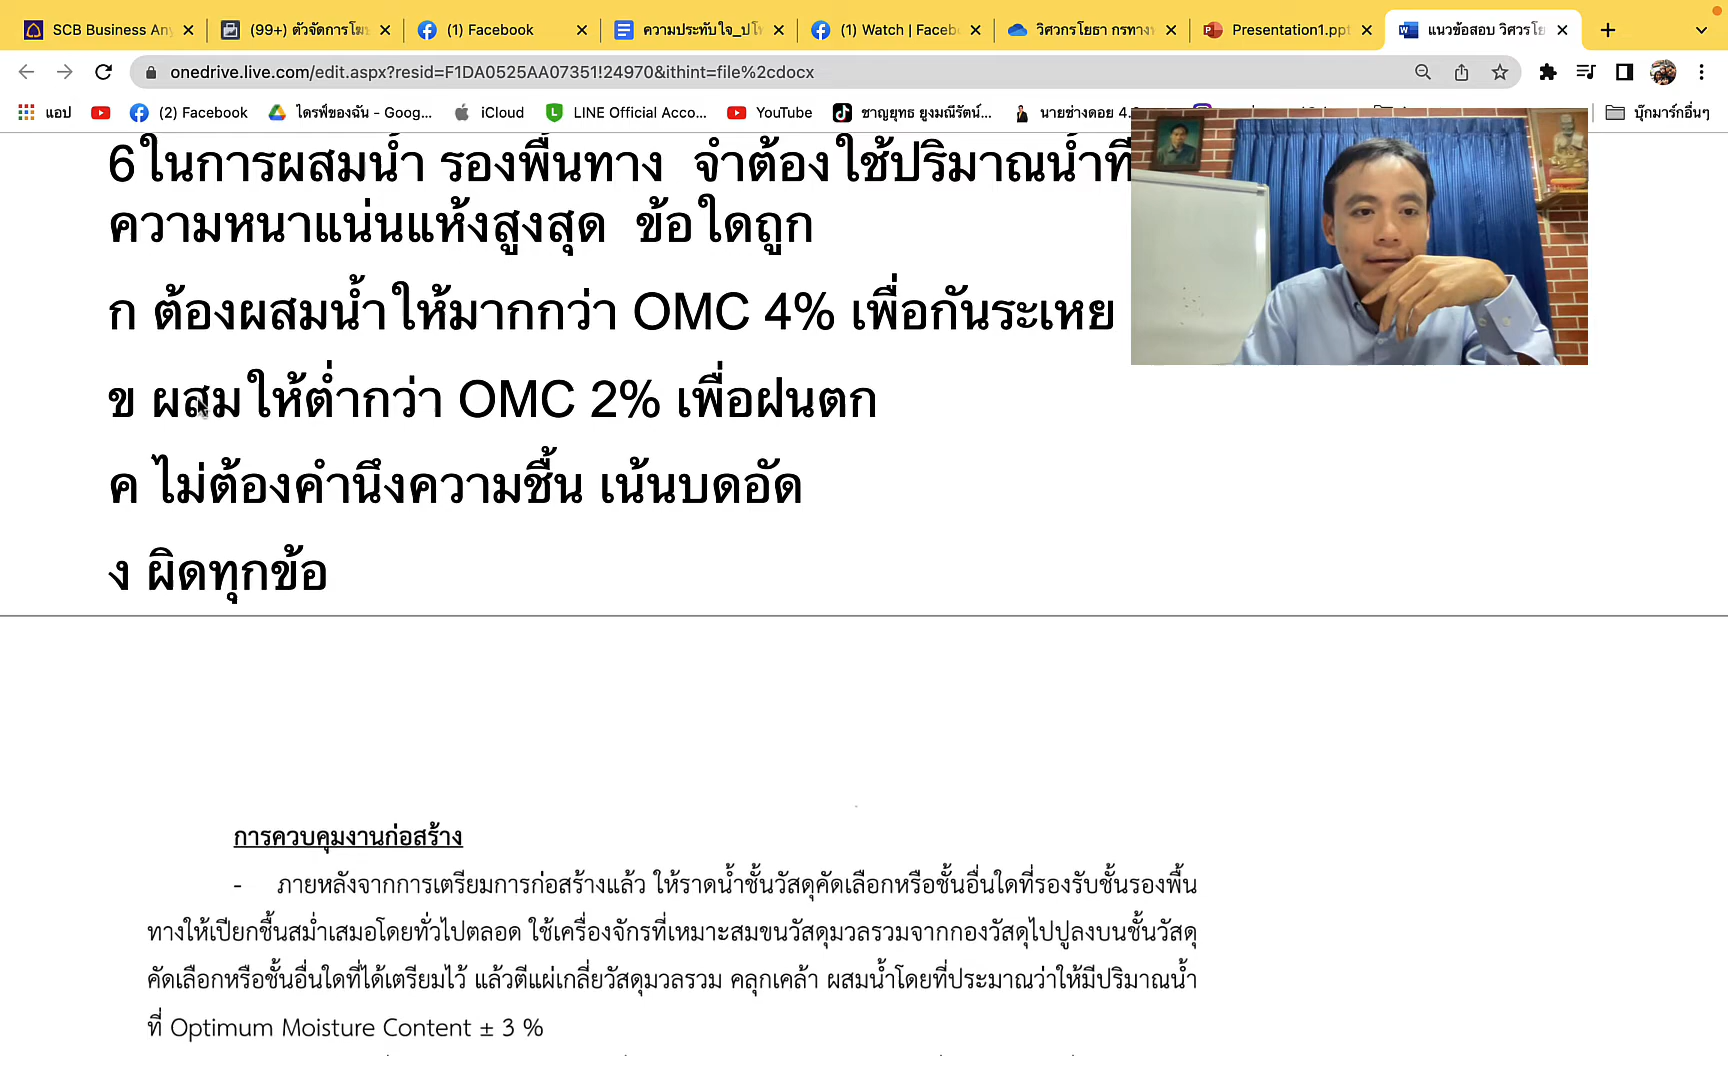 SCB Business An
(99+) ตัวจัดการโฆษ
(1) Facebook
ความประทับใจ_ปโท
(1) Watch | Faceb
วิศวกรโยธา กรทาง
Presentation1.ppt
แนวข้อสอบ วิศวรโย
onedrive.live.com/edit.aspx?resid=F1DA0525AA07351!24970&ithint=file%2cdocx
แอป
(2) Facebook
ไดรฟ์ของฉัน - Goog...
iCloud
LINE Official Acco...
YouTube
ชาญยุทธ ยูงมณีรัตน์...
นายช่างดอย 4.
บุ๊กมาร์กอื่นๆ
6ในการผสมน้ำ รองพื้นทาง จำต้องใช้ปริมาณน้ำที่
ความหนาแน่นแห้งสูงสุด ข้อใดถูก
ก ต้องผสมน้ำให้มากกว่า OMC 4% เพื่อกันระเหย
ข ผสมให้ต่ำกว่า OMC 2% เพื่อฝนตก
ค ไม่ต้องคำนึงความชื้น เน้นบดอัด
ง ผิดทุกข้อ
การควบคุมงานก่อสร้าง
- ภายหลังจากการเตรียมการก่อสร้างแล้ว ให้ราดน้ำชั้นวัสดุคัดเลือกหรือชั้นอื่นใดที่รองรับชั้นรองพื้น
ทางให้เปียกชื้นสม่ำเสมอโดยทั่วไปตลอด ใช้เครื่องจักรที่เหมาะสมขนวัสดุมวลรวมจากกองวัสดุไปปูลงบนชั้นวัสดุ
คัดเลือกหรือชั้นอื่นใดที่ได้เตรียมไว้ แล้วตีแผ่เกลี่ยวัสดุมวลรวม คลุกเคล้า ผสมน้ำโดยที่ประมาณว่าให้มีปริมาณน้ำ
ที่ Optimum Moisture Content ± 3 %